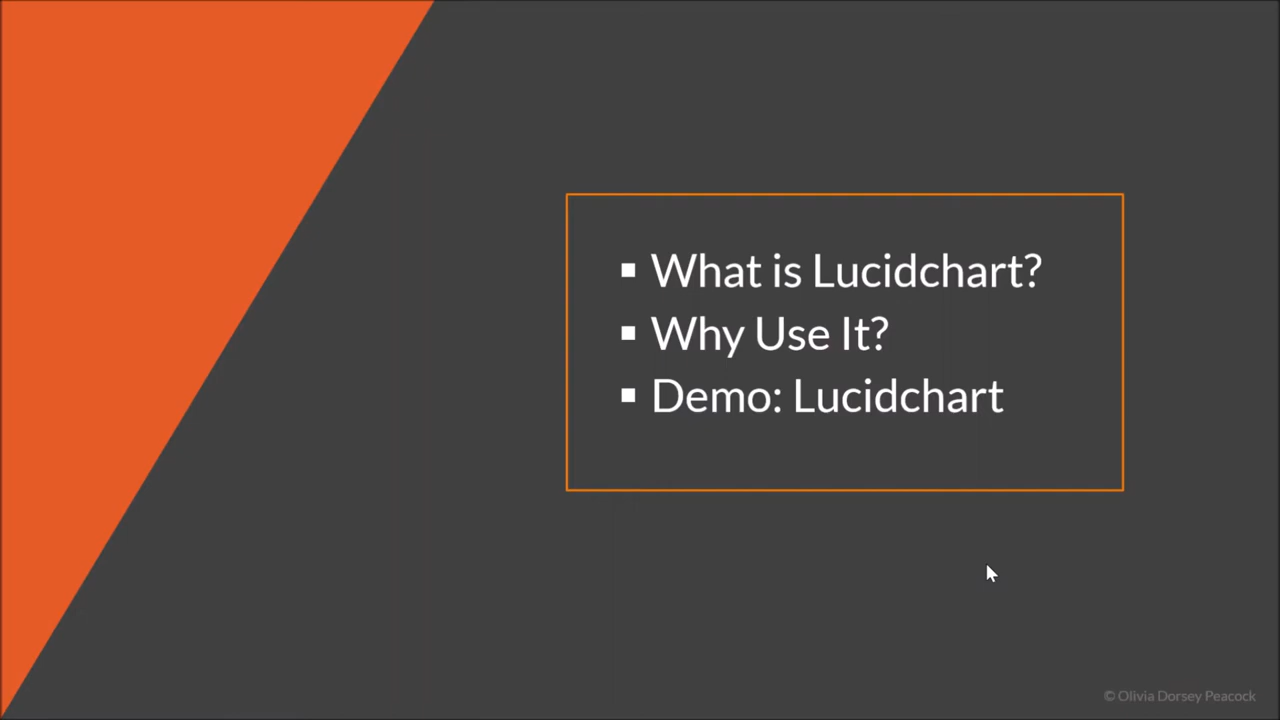 ▪ What is Lucidchart?
▪ Why Use It?
▪ Demo: Lucidchart
© Olivia Dorsey Peacock